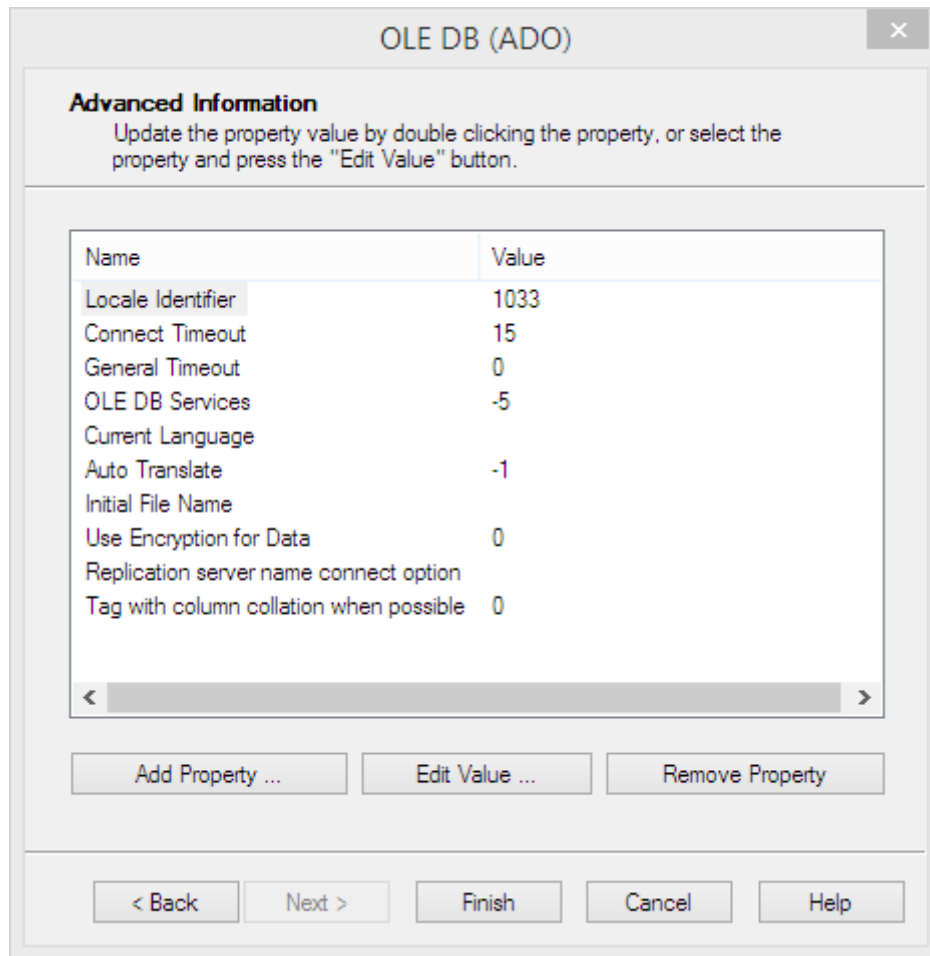 OLE DB (ADO)
Advanced Information
Update the property value by double clicking the property, or select the
property and press the "Edit Value" button.
Name Value
Locale Identifier 1033
Connect Timeout 15
General Timeout 0
OLE DB Services -5
Current Language
Auto Translate -1
Initial File Name
Use Encryption for Data 0
Replication server name connect option
Tag with column collation when possible 0
Add Property ... Edit Value ... Remove Property
< Back Next > Finish Cancel Help